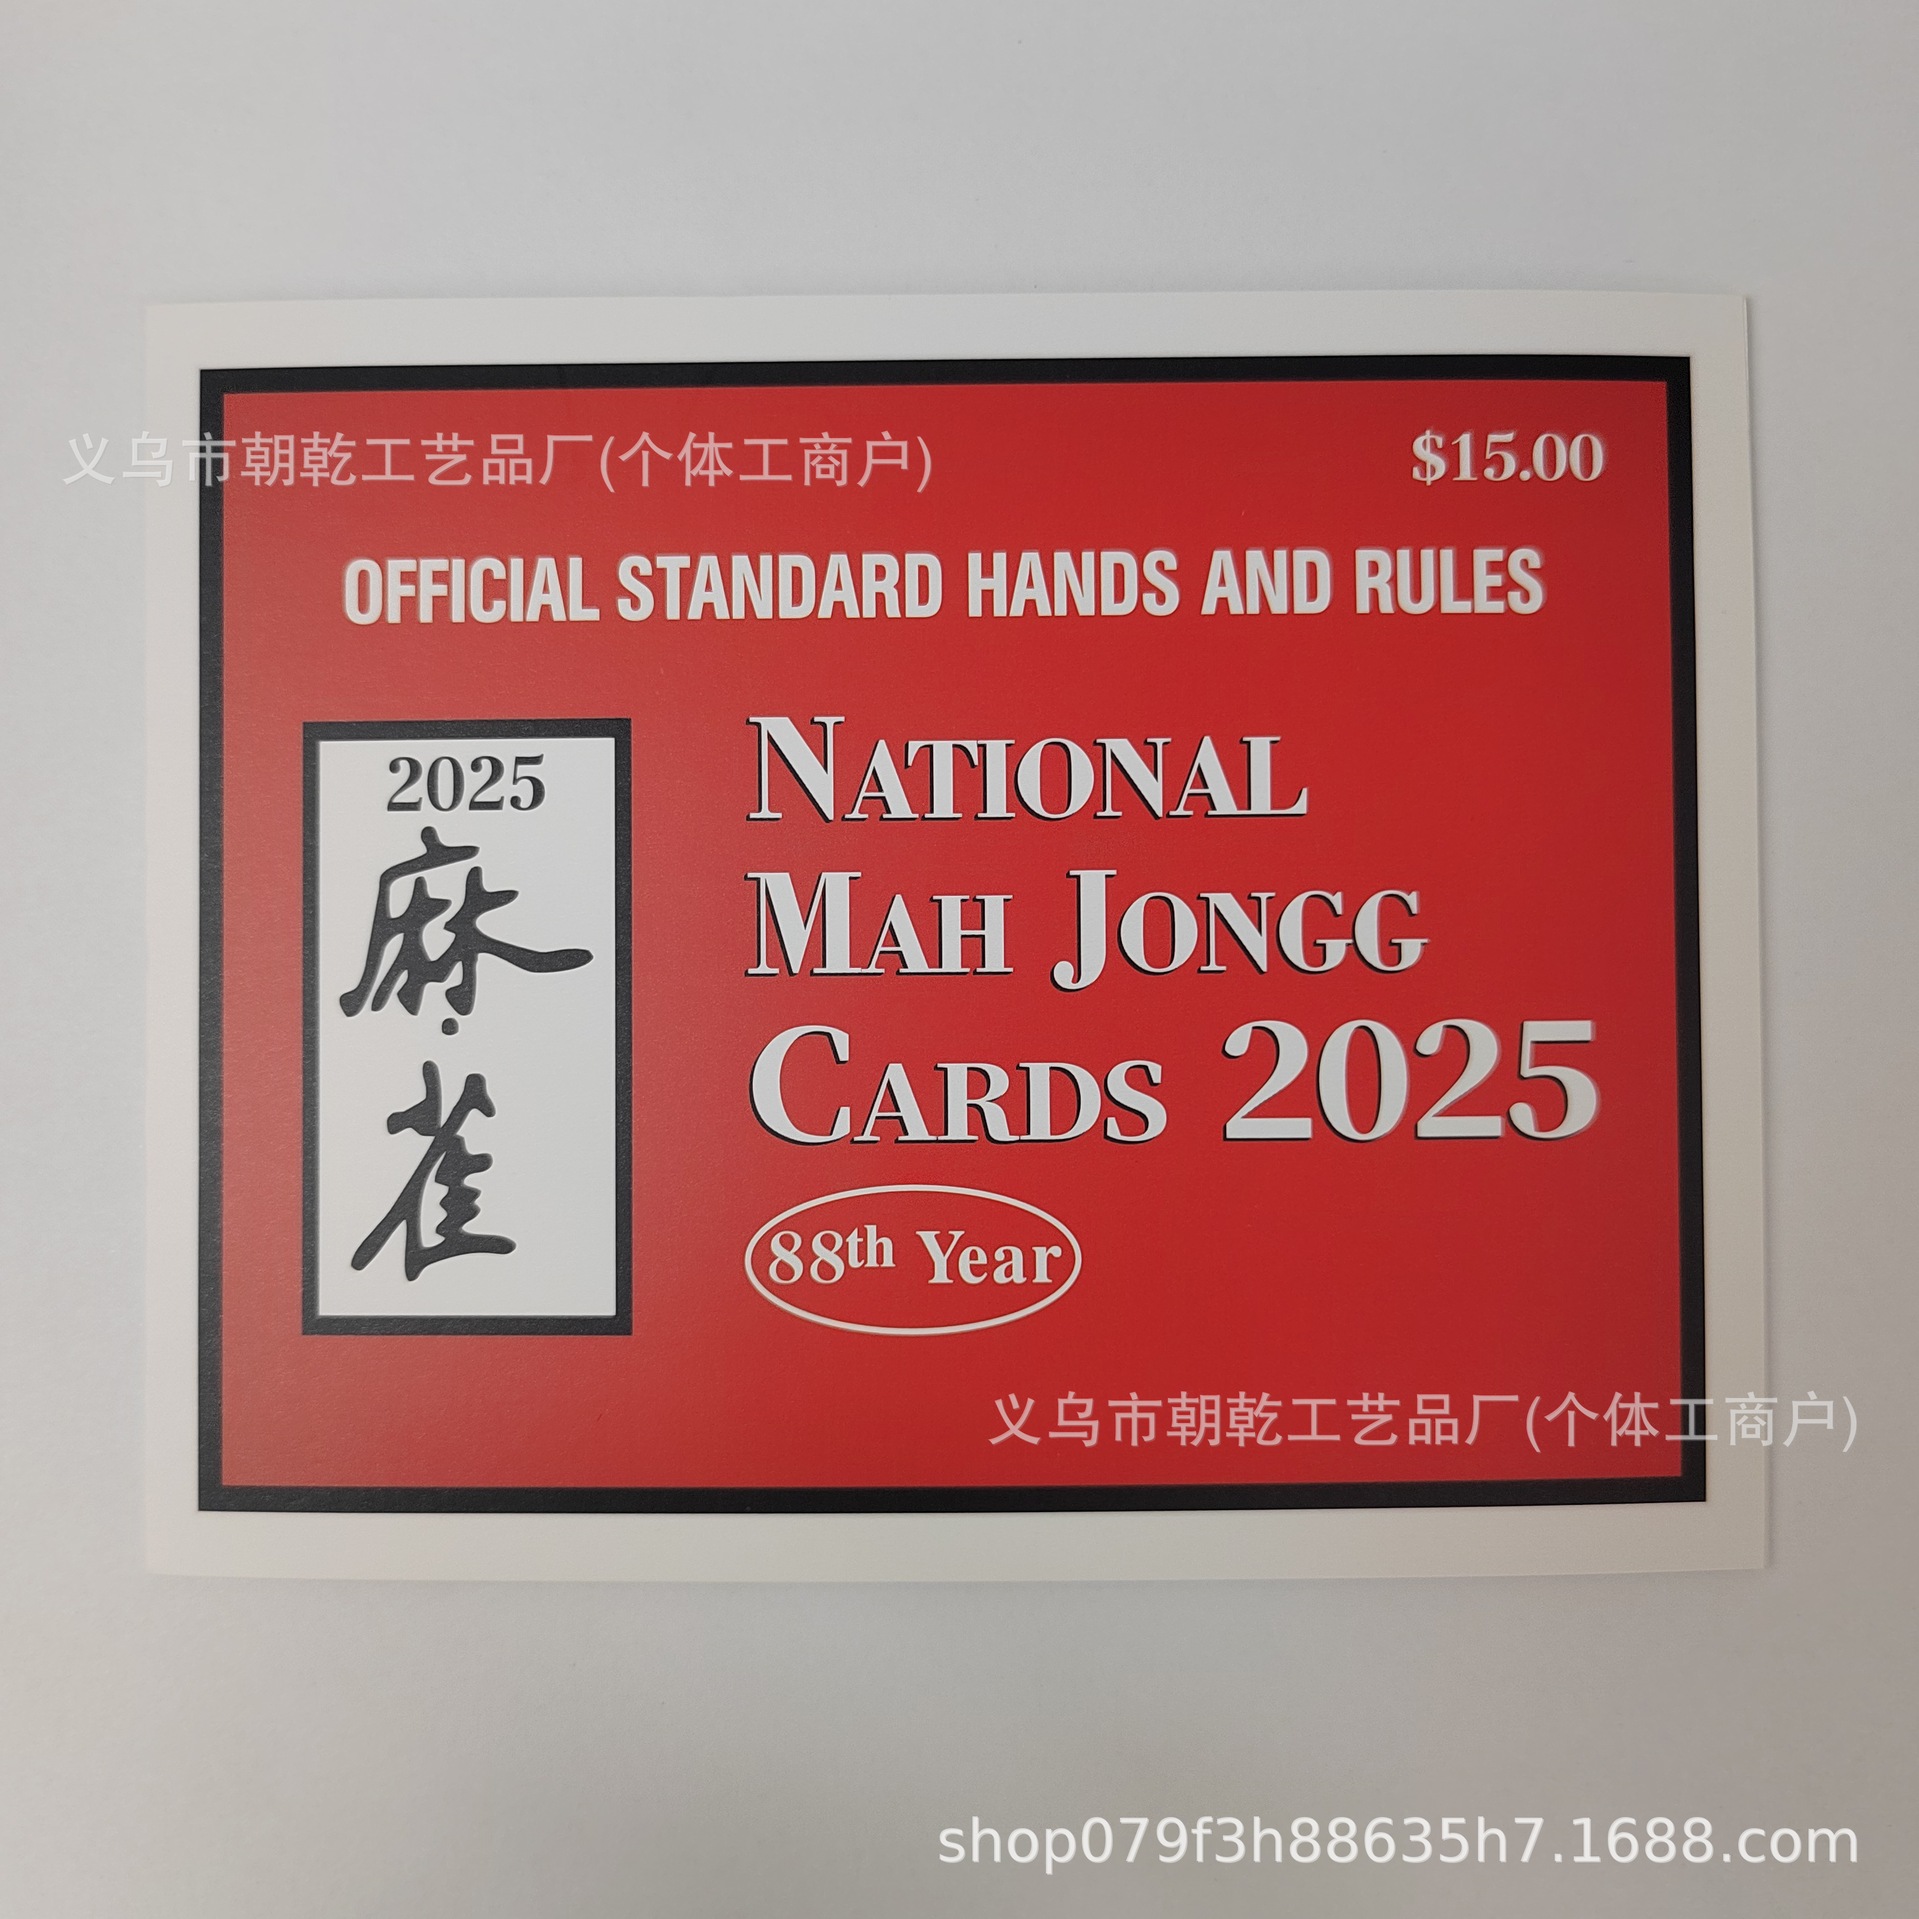 义乌市朝乾工艺品厂(个体工商户)
$15.00
OFFICIAL STANDARD HANDS AND RULES
2025
麻雀
NATIONAL
MAH JONGG
CARDS 2025
88th Year
义乌市朝乾工艺品厂(个体工商户)
shop079f3h88635h7.1688.com